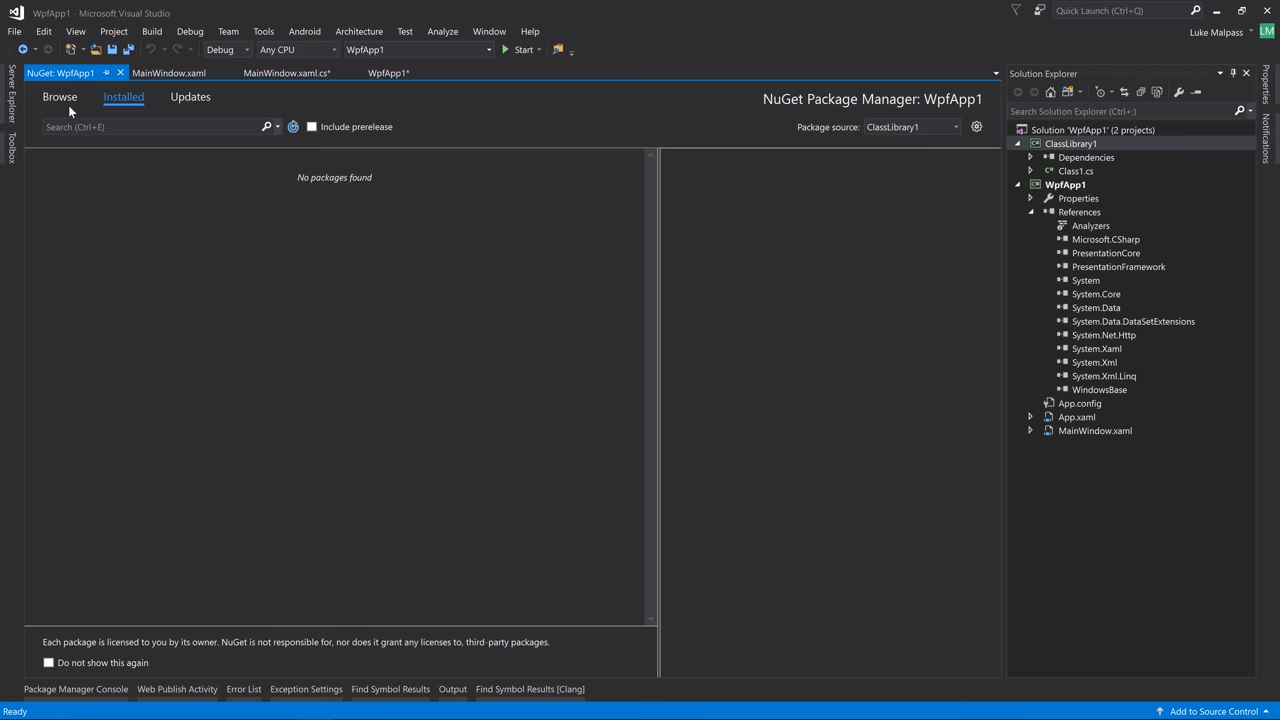 WpfApp1 - Microsoft Visual Studio
Quick Launch (Ctrl+Q)
File Edit View Project Build Debug Team Tools Android Architecture Test Analyze Window Help
Luke Malpass LM
Debug Any CPU WpfApp1 Start
NuGet: WpfApp1 MainWindow.xaml MainWindow.xaml.cs* WpfApp1*
Server Explorer
Toolbox
Browse Installed Updates
NuGet Package Manager: WpfApp1
Search (Ctrl+E) Include prerelease
Package source: ClassLibrary1
No packages found
Each package is licensed to you by its owner. NuGet is not responsible for, nor does it grant any licenses to, third-party packages.
Do not show this again
Solution Explorer
Search Solution Explorer (Ctrl+;)
Solution 'WpfApp1' (2 projects)
ClassLibrary1
Dependencies
Class1.cs
WpfApp1
Properties
References
Analyzers
Microsoft.CSharp
PresentationCore
PresentationFramework
System
System.Core
System.Data
System.Data.DataSetExtensions
System.Net.Http
System.Xaml
System.Xml
System.Xml.Linq
WindowsBase
App.config
App.xaml
MainWindow.xaml
Properties
Notifications
Package Manager Console Web Publish Activity Error List Exception Settings Find Symbol Results Output Find Symbol Results [Clang]
Ready
Add to Source Control